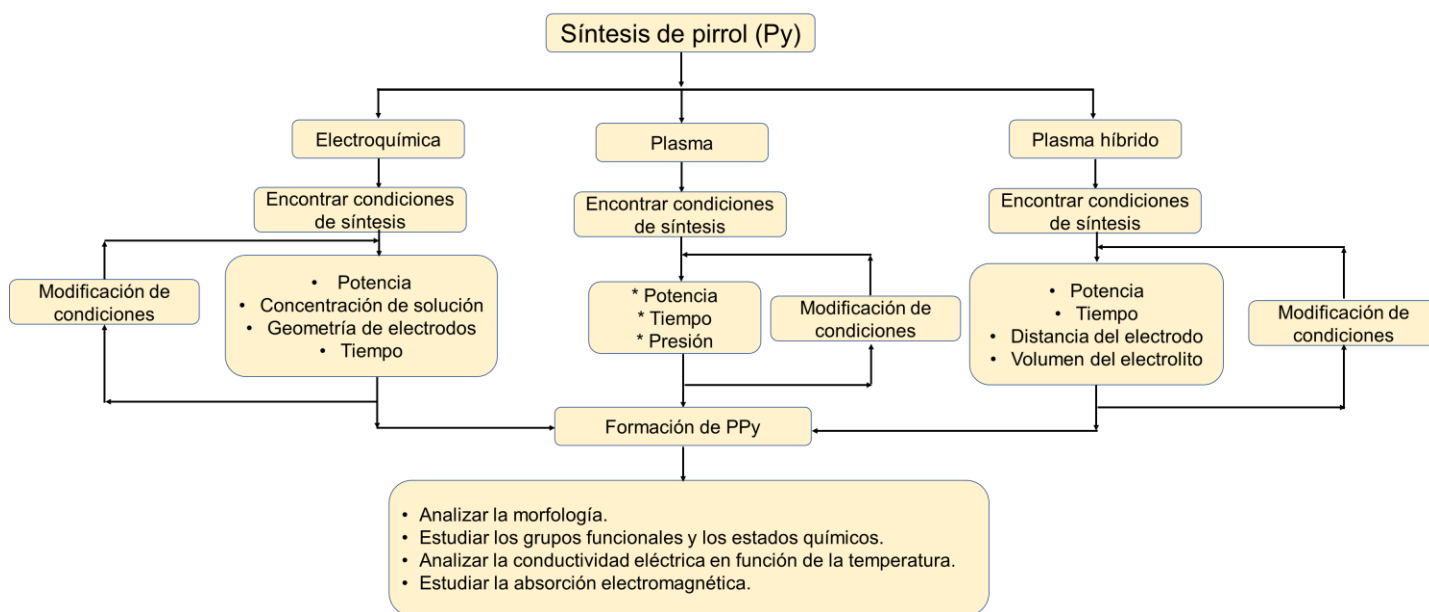 Síntesis de pirrol (Py)
Electroquímica
Plasma
Plasma híbrido
Encontrar condiciones
de síntesis
Encontrar condiciones
de síntesis
Encontrar condiciones
de síntesis
Modificación de
condiciones
• Potencia
• Concentración de solución
• Geometría de electrodos
• Tiempo
* Potencia
* Tiempo
* Presión
Modificación de
condiciones
• Potencia
• Tiempo
• Distancia del electrodo
• Volumen del electrolito
Modificación de
condiciones
Formación de PPy
• Analizar la morfología.
• Estudiar los grupos funcionales y los estados químicos.
• Analizar la conductividad eléctrica en función de la temperatura.
• Estudiar la absorción electromagnética.